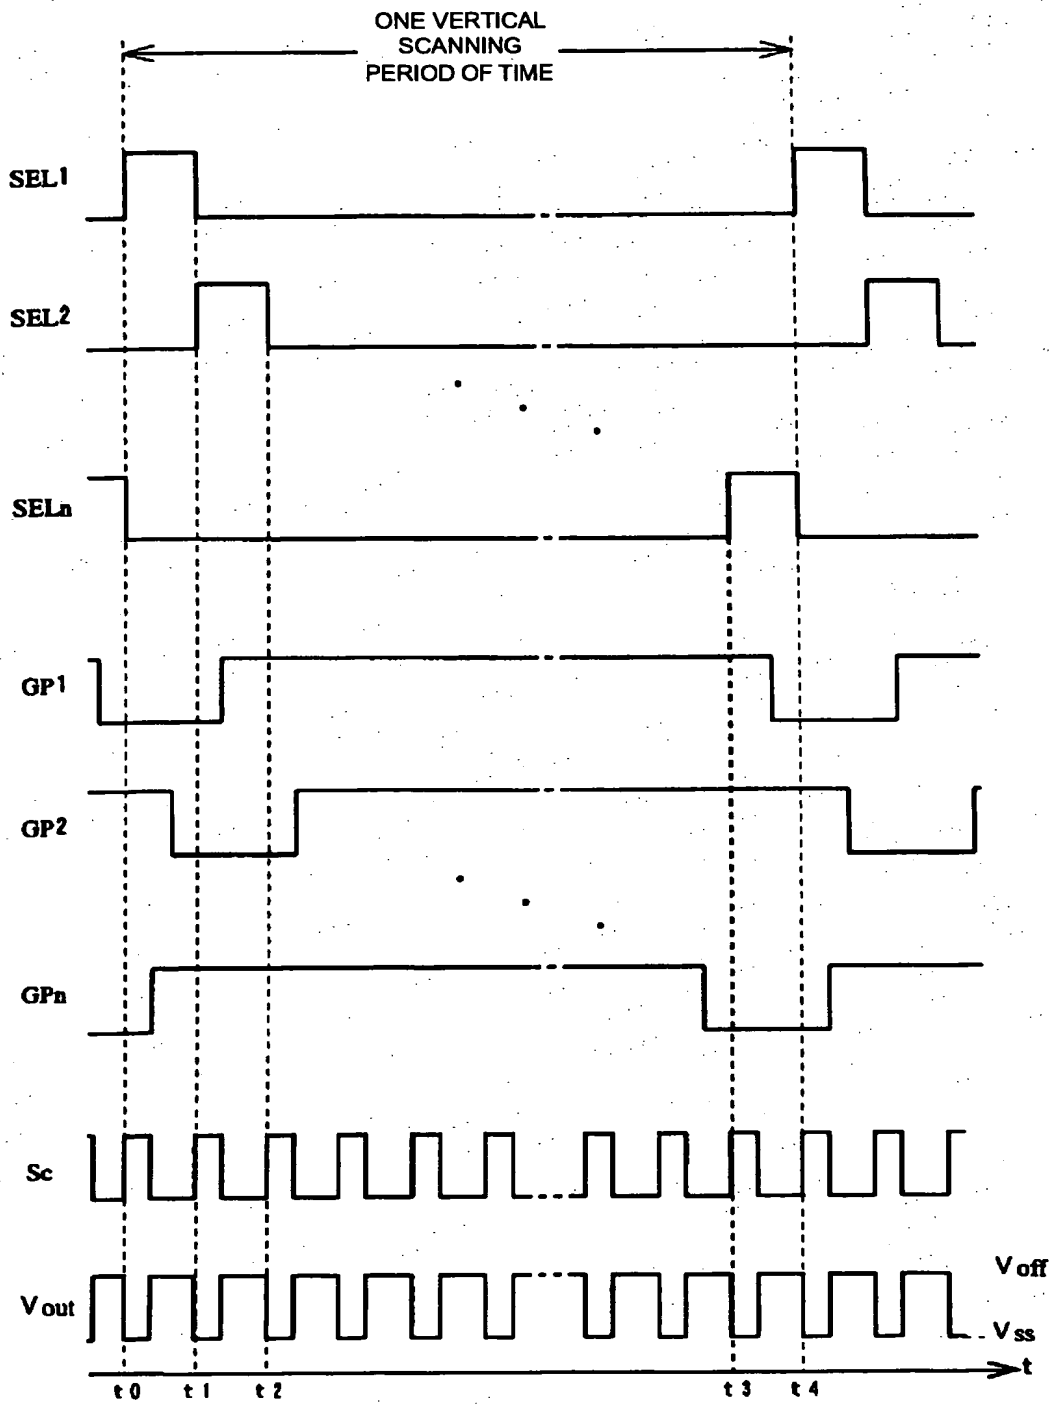 ONE VERTICAL
SCANNING
PERIOD OF TIME
SEL1
SEL2
SELn
GP1
GP2
GPn
Sc
Vout
Voff
Vss
t
t0 t1 t2 t3 t4